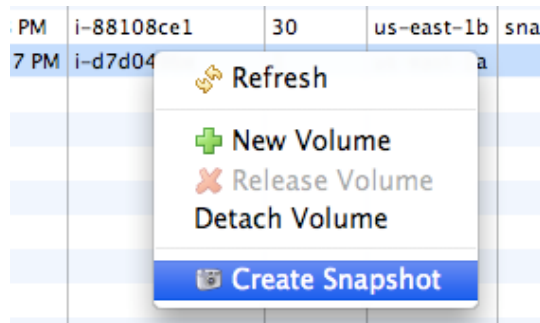 PM i-88108ce1 30 us-east-1b sna
7 PM i-d7d04 a
Refresh
New Volume
Release Volume
Detach Volume
Create Snapshot